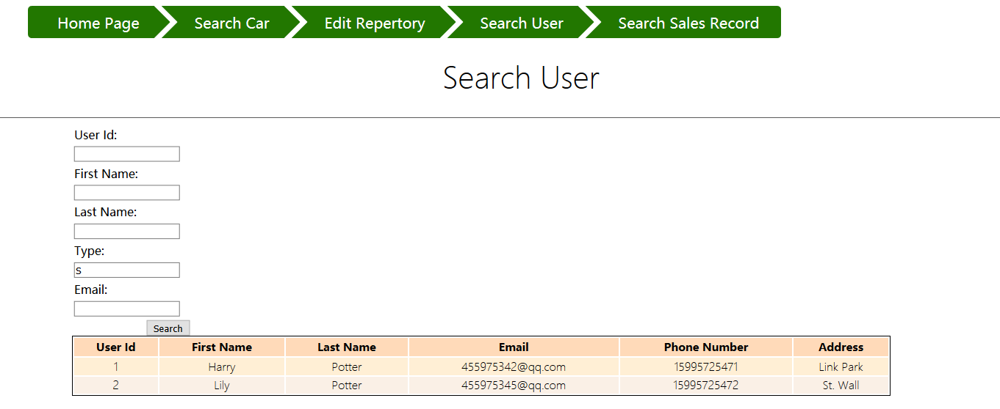 Home Page Search Car Edit Repertory Search User Search Sales Record
Search User
User Id:
First Name:
Last Name:
Type:
s
Email:
Search
User Id First Name Last Name Email Phone Number Address
1 Harry Potter 455975342@qq.com 15995725471 Link Park
2 Lily Potter 455975345@qq.com 15995725472 St. Wall